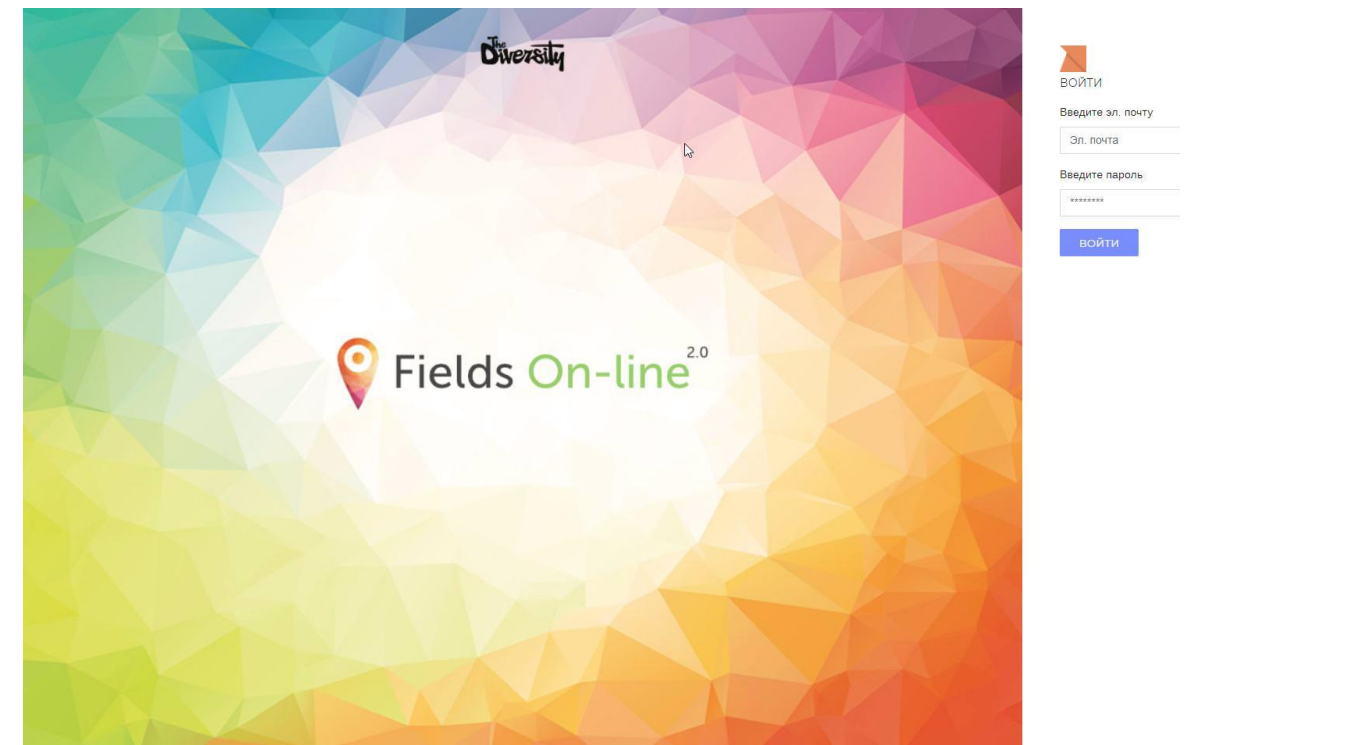 The
Diversity
Fields On-line 2.0
ВОЙТИ
Введите эл. почту
Эл. почта
Введите пароль
********
ВОЙТИ